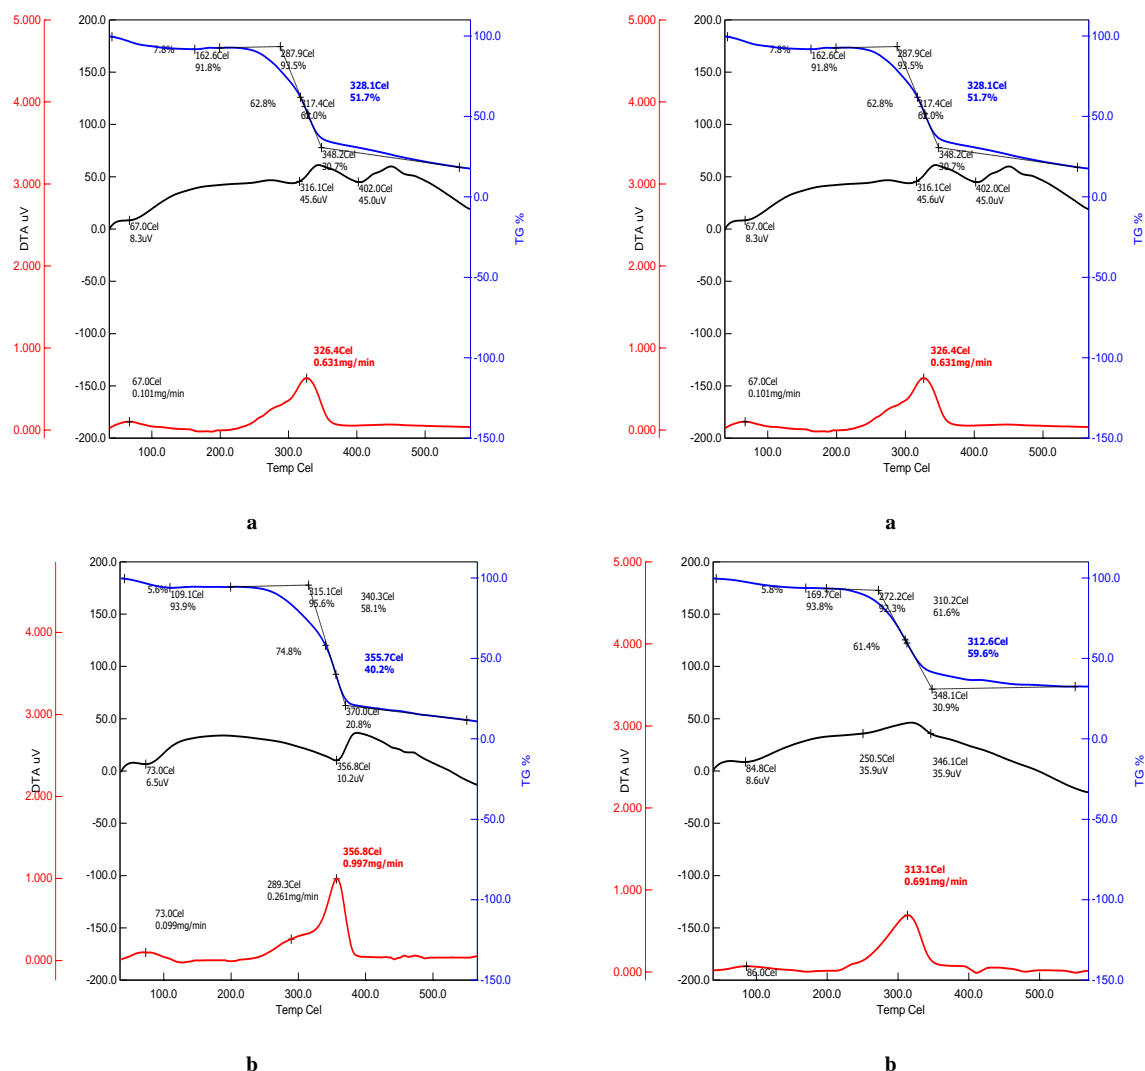 5.000
4.000
3.000
2.000
1.000
0.000
DTA uV
200.0
150.0
100.0
50.0
0.0
-50.0
-100.0
-150.0
-200.0
7.8%
162.6Cel
91.8%
287.9Cel
93.5%
328.1Cel
51.7%
62.8%
317.4Cel
62.0%
348.2Cel
30.7%
316.1Cel
45.6uV
402.0Cel
45.0uV
67.0Cel
8.3uV
326.4Cel
0.631mg/min
67.0Cel
0.101mg/min
100.0
50.0
0.0
-50.0
-100.0
-150.0
TG %
100.0
200.0
300.0
400.0
500.0
Temp Cel
a
5.000
4.000
3.000
2.000
1.000
0.000
DTA uV
200.0
150.0
100.0
50.0
0.0
-50.0
-100.0
-150.0
-200.0
7.8%
162.6Cel
91.8%
287.9Cel
93.5%
328.1Cel
51.7%
62.8%
317.4Cel
62.0%
348.2Cel
30.7%
316.1Cel
45.6uV
402.0Cel
45.0uV
67.0Cel
8.3uV
326.4Cel
0.631mg/min
67.0Cel
0.101mg/min
100.0
50.0
0.0
-50.0
-100.0
-150.0
TG %
100.0
200.0
300.0
400.0
500.0
Temp Cel
a
4.000
3.000
2.000
1.000
0.000
DTA uV
200.0
150.0
100.0
50.0
0.0
-50.0
-100.0
-150.0
-200.0
5.6%
109.1Cel
93.9%
315.1Cel
95.6%
340.3Cel
58.1%
74.8%
355.7Cel
40.2%
370.0Cel
20.8%
73.0Cel
6.5uV
356.8Cel
10.2uV
356.8Cel
0.997mg/min
289.3Cel
0.261mg/min
73.0Cel
0.099mg/min
100.0
50.0
0.0
-50.0
-100.0
-150.0
TG %
100.0
200.0
300.0
400.0
500.0
Temp Cel
b
5.000
4.000
3.000
2.000
1.000
0.000
DTA uV
200.0
150.0
100.0
50.0
0.0
-50.0
-100.0
-150.0
-200.0
5.8%
169.7Cel
93.8%
272.2Cel
92.3%
310.2Cel
61.6%
61.4%
312.6Cel
59.6%
348.1Cel
30.9%
84.8Cel
8.6uV
250.5Cel
35.9uV
346.1Cel
35.9uV
313.1Cel
0.691mg/min
86.0Cel
100.0
50.0
0.0
-50.0
-100.0
-150.0
TG %
100.0
200.0
300.0
400.0
500.0
Temp Cel
b